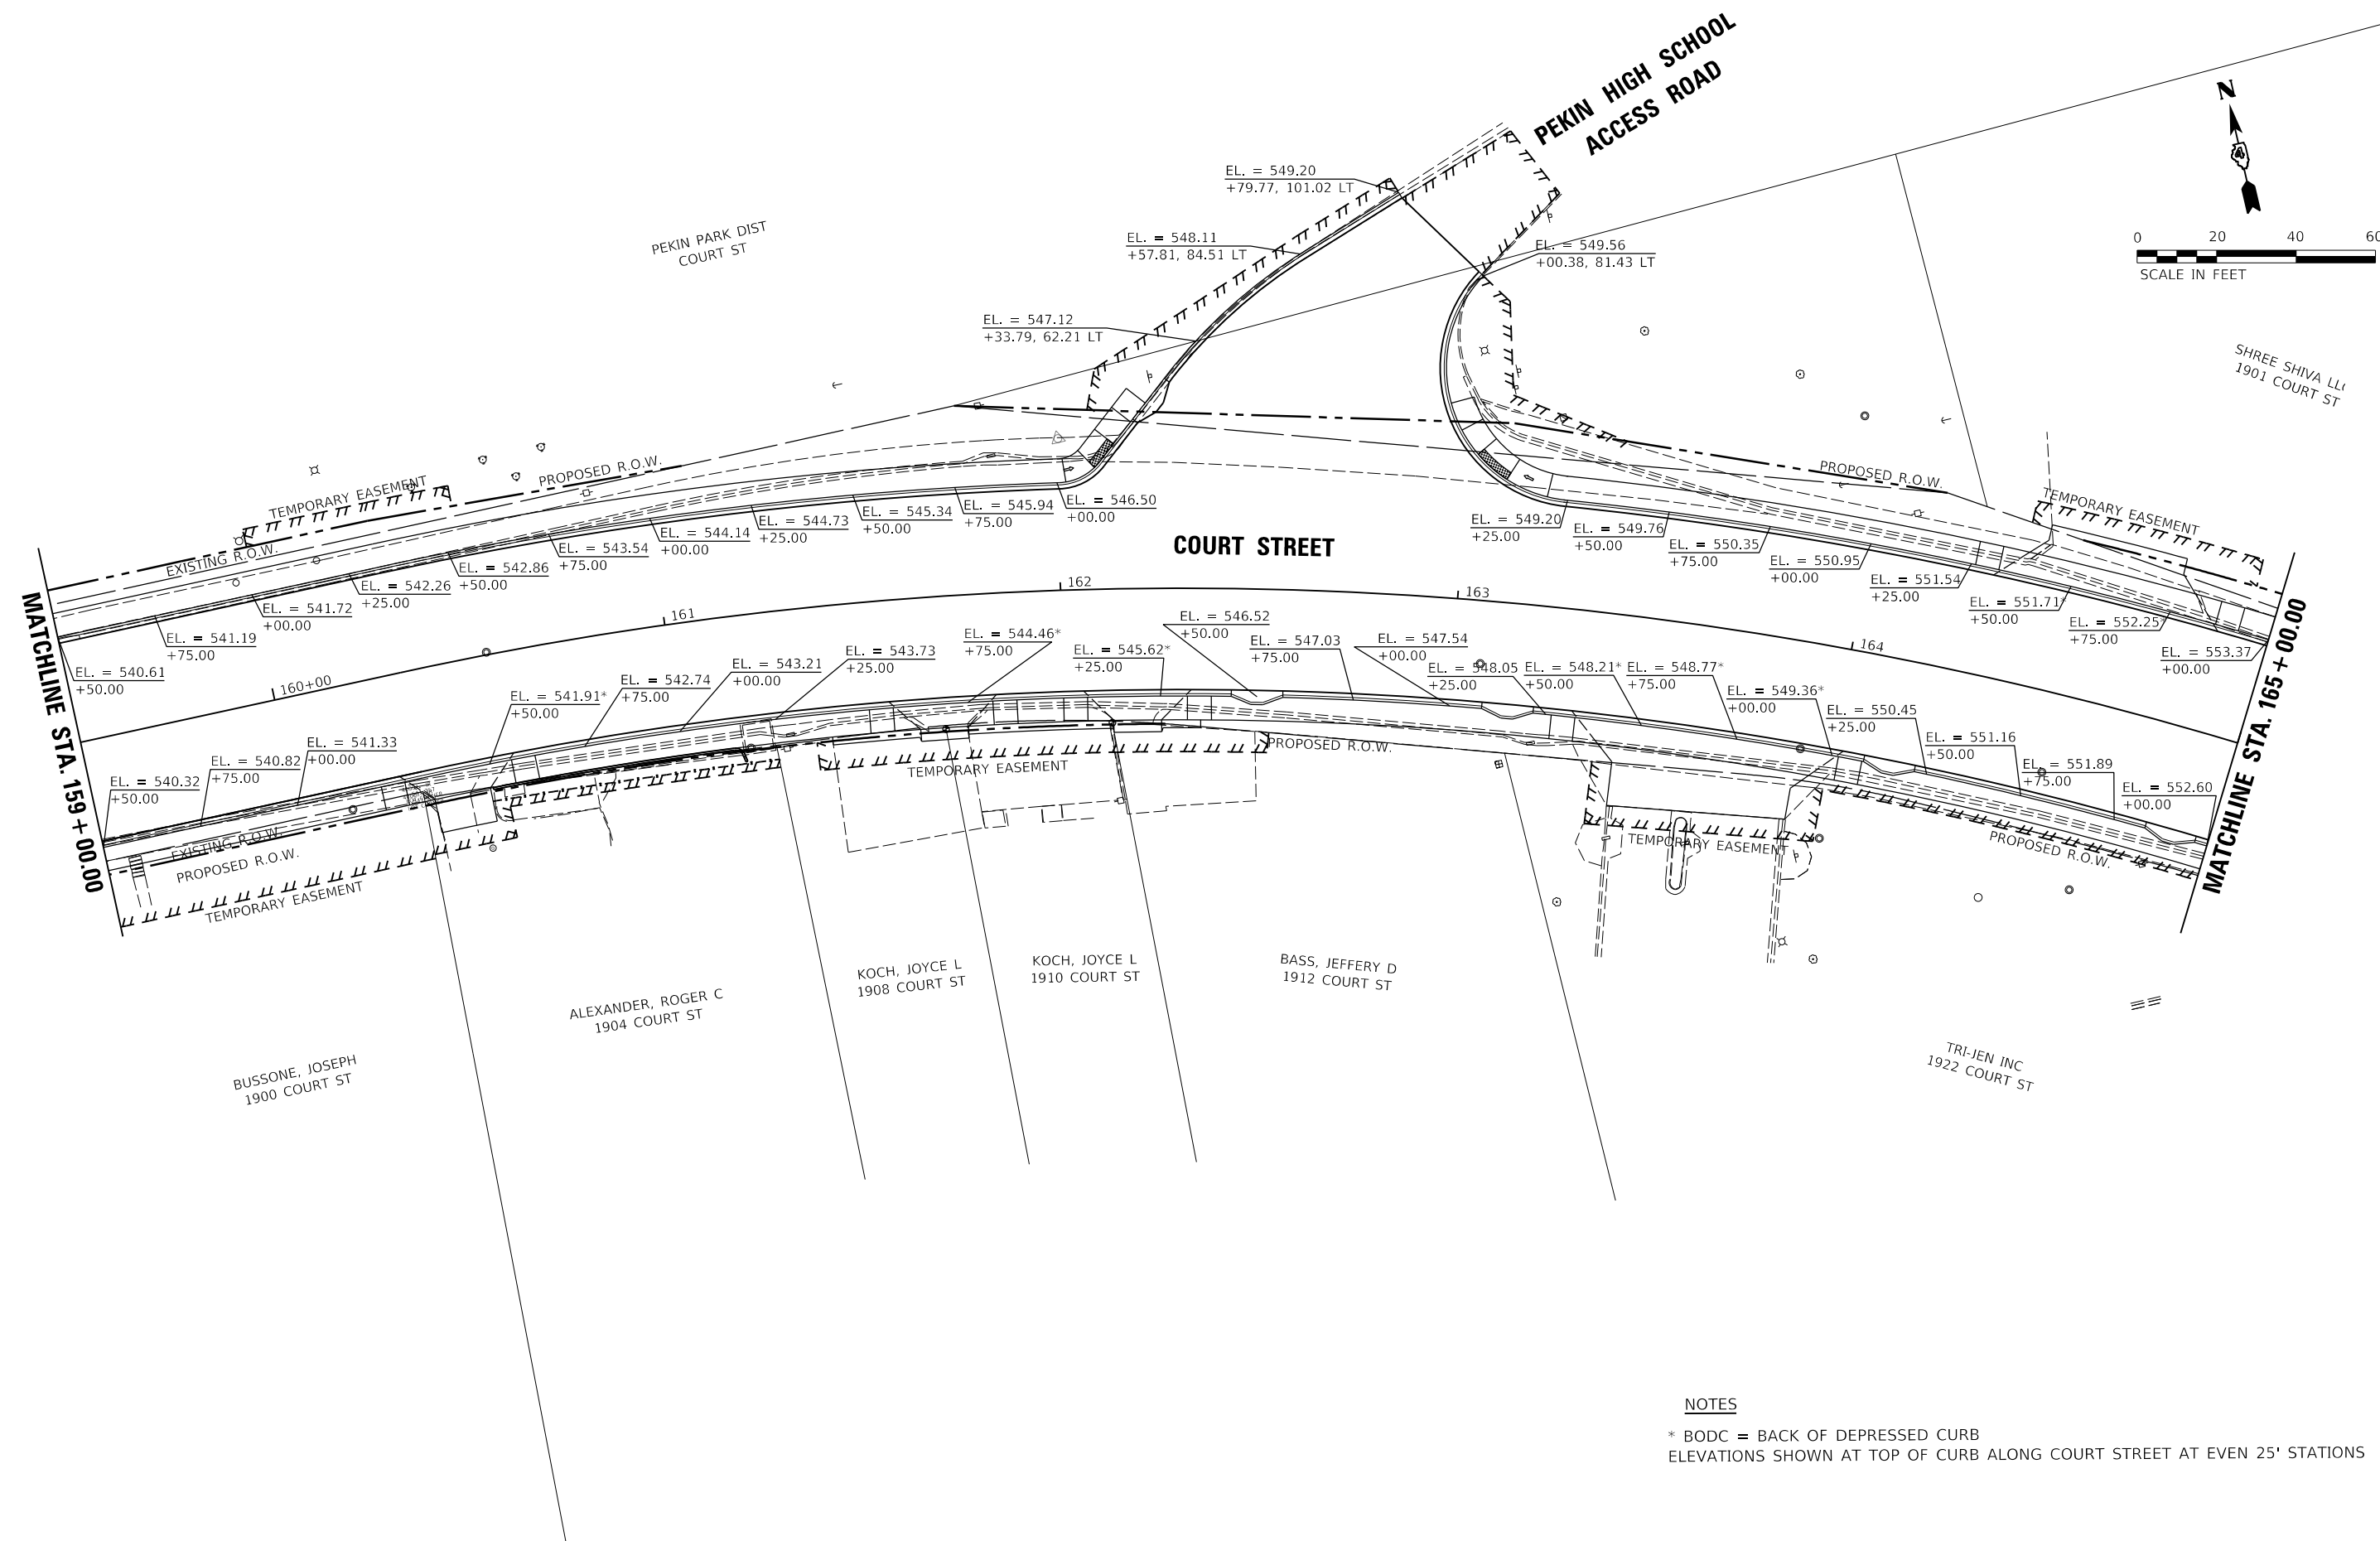 PEKIN HIGH SCHOOL
ACCESS ROAD
N
4
0 20 40 60
SCALE IN FEET
EL. = 549.20
+79.77, 101.02 LT
EL. = 548.11
+57.81, 84.51 LT
EL. = 547.12
+33.79, 62.21 LT
EL. = 549.56
+00.38, 81.43 LT
PEKIN PARK DIST
COURT ST
SHREE SHIVA LLC
1901 COURT ST
TEMPORARY EASEMENT
PROPOSED R.O.W.
EXISTING R.O.W.
PROPOSED R.O.W.
TEMPORARY EASEMENT
MATCHLINE STA. 159+00.00
EL. = 540.61
+50.00
EL. = 541.19
+75.00
EL. = 541.72
+00.00
EL. = 542.26
+25.00
EL. = 542.86
+50.00
EL. = 543.54
+75.00
EL. = 544.14
+00.00
EL. = 544.73
+25.00
EL. = 545.34
+50.00
EL. = 545.94
+75.00
EL. = 546.50
+00.00
COURT STREET
EL. = 549.20
+25.00
EL. = 549.76
+50.00
EL. = 550.35
+75.00
EL. = 550.95
+00.00
EL. = 551.54
+25.00
EL. = 551.71*
+50.00
EL. = 552.25*
+75.00
EL. = 553.37
+00.00
MATCHLINE STA. 165+00.00
160+00
161
162
163
164
EL. = 540.32
+50.00
EL. = 540.82
+75.00
EL. = 541.33
+00.00
EL. = 541.91*
+50.00
EL. = 542.74
+75.00
EL. = 543.21
+00.00
EL. = 543.73
+25.00
EL. = 544.46*
+75.00
EL. = 545.62*
+25.00
EL. = 546.52
+50.00
EL. = 547.03
+75.00
EL. = 547.54
+00.00
EL. = 548.05
+25.00
EL. = 548.21*
+50.00
EL. = 548.77*
+75.00
EL. = 549.36*
+00.00
EL. = 550.45
+25.00
EL. = 551.16
+50.00
EL. = 551.89
+75.00
EL. = 552.60
+00.00
EXISTING R.O.W.
PROPOSED R.O.W.
TEMPORARY EASEMENT
TEMPORARY EASEMENT
PROPOSED R.O.W.
TEMPORARY EASEMENT
PROPOSED R.O.W.
BUSSONE, JOSEPH
1900 COURT ST
ALEXANDER, ROGER C
1904 COURT ST
KOCH, JOYCE L
1908 COURT ST
KOCH, JOYCE L
1910 COURT ST
BASS, JEFFERY D
1912 COURT ST
TRI-JEN INC
1922 COURT ST
NOTES
* BODC = BACK OF DEPRESSED CURB
ELEVATIONS SHOWN AT TOP OF CURB ALONG COURT STREET AT EVEN 25' STATIONS